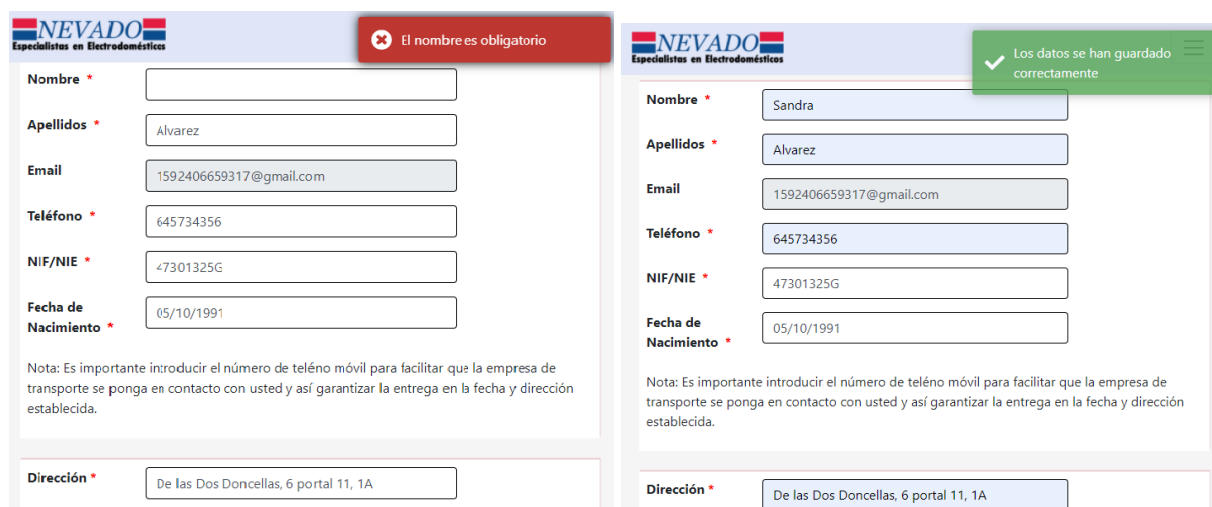 NEVADO
Especialistas en Electrodomésticos
El nombre es obligatorio
Nombre *
Apellidos *
Alvarez
Email
1592406659317@gmail.com
Teléfono *
645734356
NIF/NIE *
47301325G
Fecha de
Nacimiento *
05/10/1991
Nota: Es importante introducir el número de teléno móvil para facilitar que la empresa de
transporte se ponga en contacto con usted y así garantizar la entrega en la fecha y dirección
establecida.
Dirección *
De las Dos Doncellas, 6 portal 11, 1A
NEVADO
Especialistas en Electrodomésticos
Los datos se han guardado
correctamente
Nombre *
Sandra
Apellidos *
Alvarez
Email
1592406659317@gmail.com
Teléfono *
645734356
NIF/NIE *
47301325G
Fecha de
Nacimiento *
05/10/1991
Nota: Es importante introducir el número de teléno móvil para facilitar que la empresa de
transporte se ponga en contacto con usted y así garantizar la entrega en la fecha y dirección
establecida.
Dirección *
De las Dos Doncellas, 6 portal 11, 1A